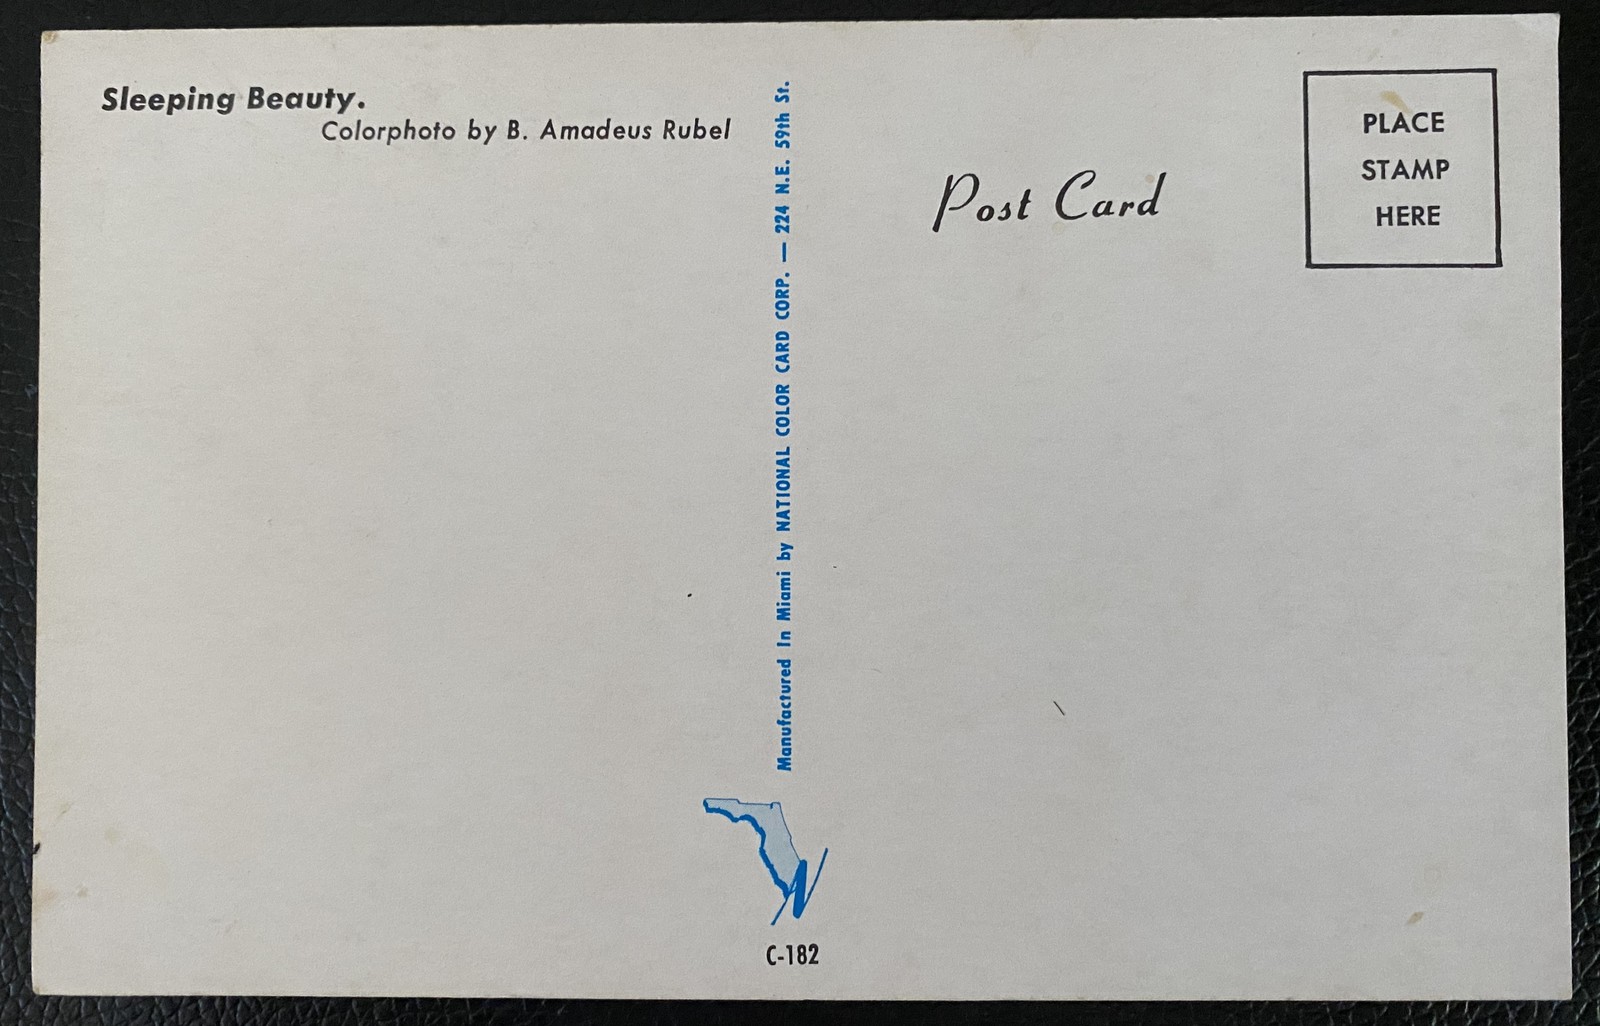 Sleeping Beauty.
Colorphoto by B. Amadeus Rubel
Manufactured In Miami by NATIONAL COLOR CARD CORP. — 224 N.E. 59th St.
N
C-182
Post Card
PLACE
STAMP
HERE